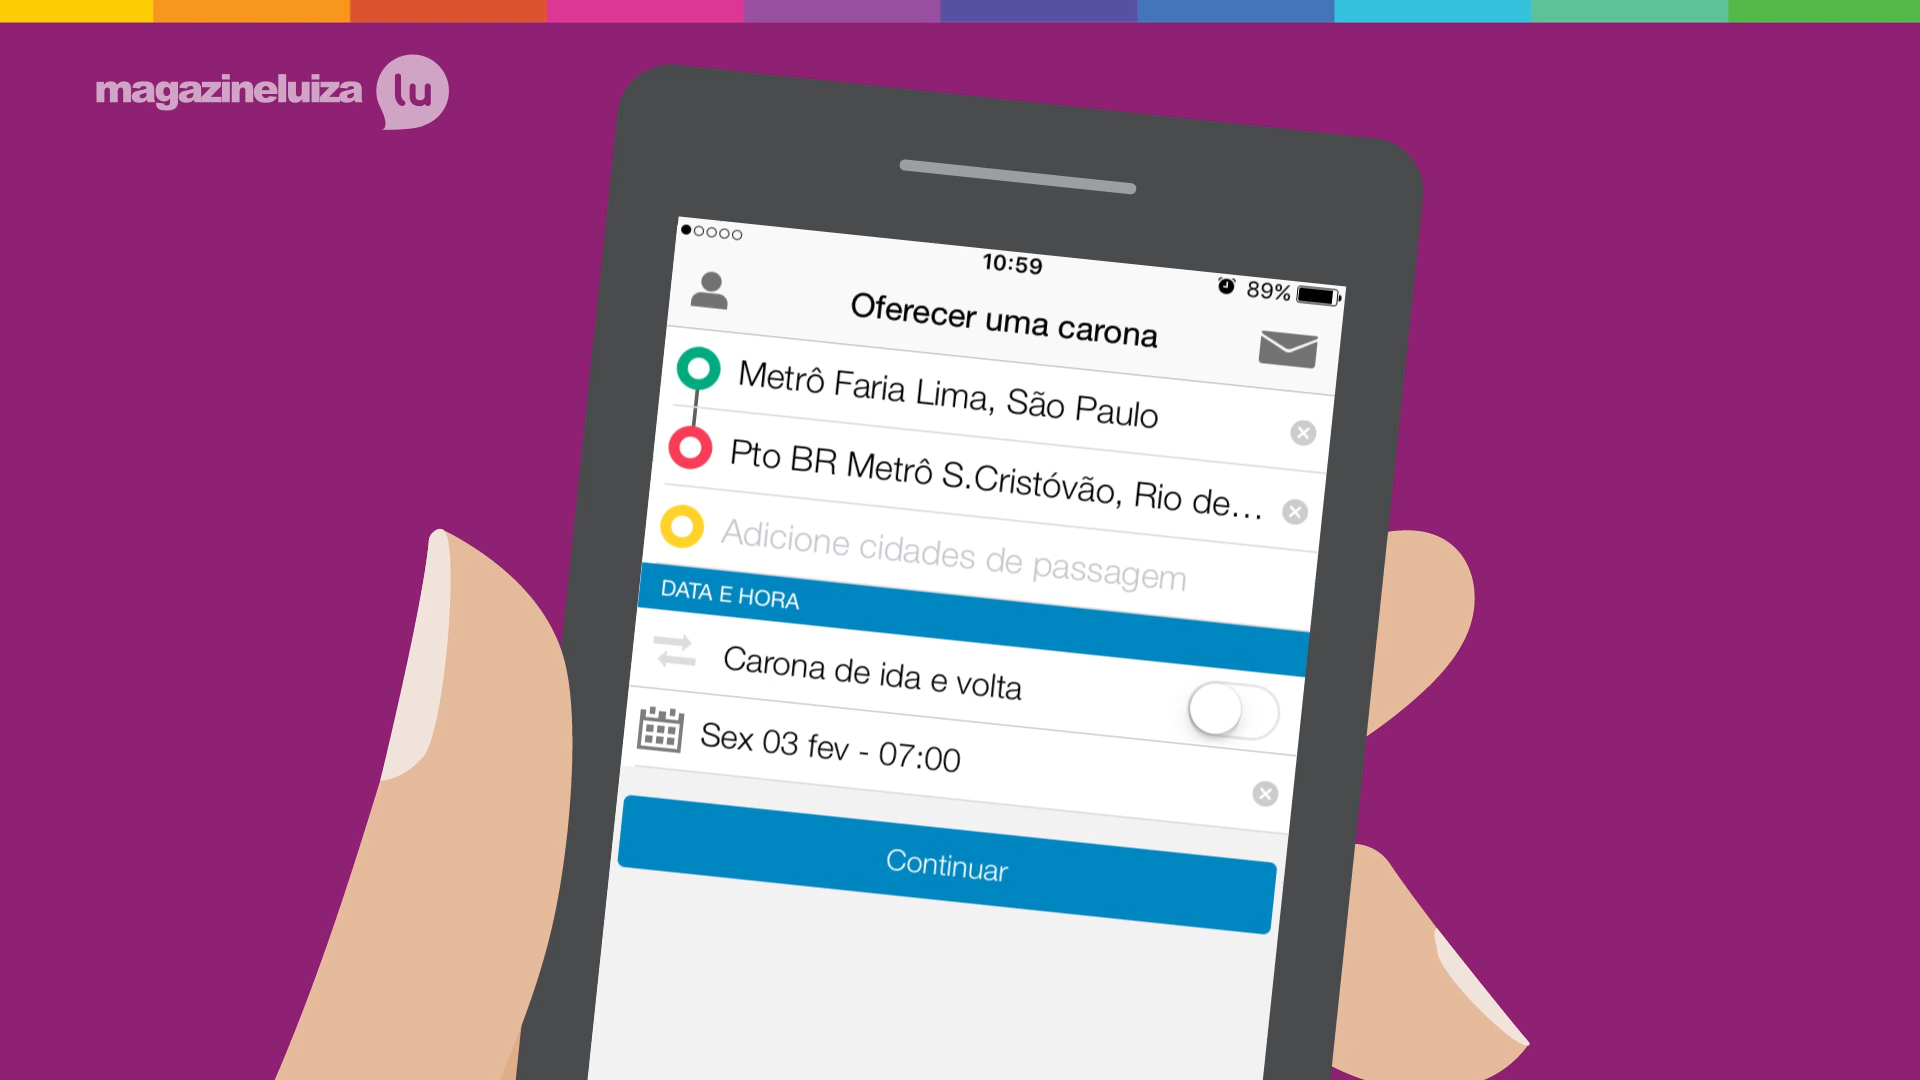 magazineluiza lu
10:59
89%
Oferecer uma carona
Metrô Faria Lima, São Paulo
Pto BR Metrô S.Cristóvão, Rio de...
Adicione cidades de passagem
DATA E HORA
Carona de ida e volta
Sex 03 fev - 07:00
Continuar